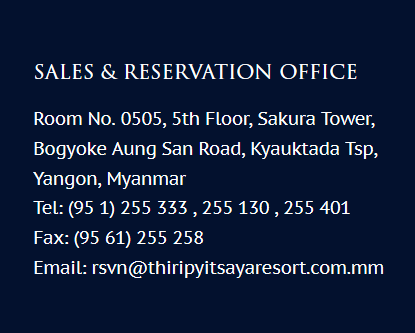 SALES & RESERVATION OFFICE
Room No. 0505, 5th Floor, Sakura Tower,
Bogyoke Aung San Road, Kyauktada Tsp,
Yangon, Myanmar
Tel: (95 1) 255 333 , 255 130 , 255 401
Fax: (95 61) 255 258
Email: rsvn@thiripyitsayaresort.com.mm